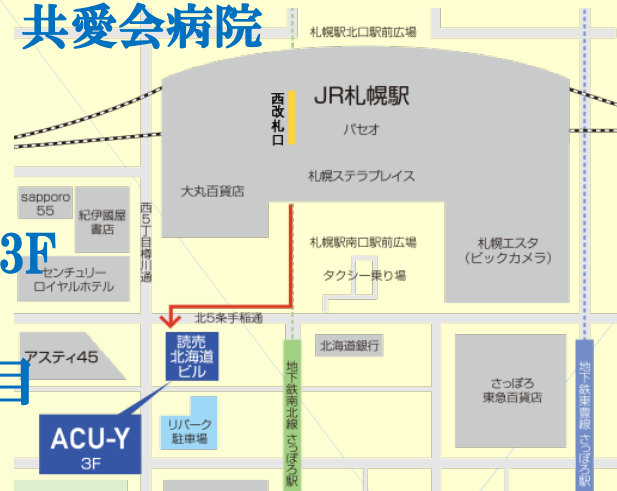 共愛会病院
札幌駅北口駅前広場
西改札口
JR札幌駅
パセオ
札幌ステラプレイス
大丸百貨店
sapporo
55
紀伊國屋
書店
西5丁目樽川通
3F
センチュリー
ロイヤルホテル
札幌駅南口駅前広場
タクシー乗り場
札幌エスタ
(ビックカメラ)
北5条手稲通
アスティ45
読売
北海道
ビル
北海道銀行
地下鉄南北線 さっぽろ駅
さっぽろ
東急百貨店
地下鉄東豊線 さっぽろ駅
目
リパーク
駐車場
ACU-Y
3F